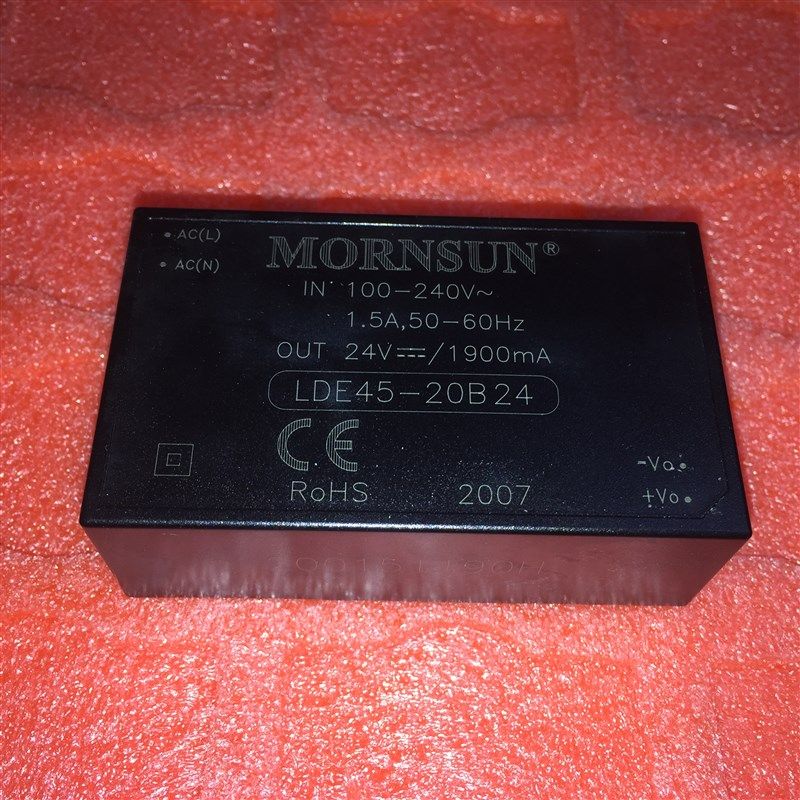 AC(L)
MORNSUN®
AC(N)
IN 100-240V~
1.5A,50-60Hz
OUT 24V⎓/1900mA
LDE45-20B24
CE
-Vo
RoHS 2007
+Vo